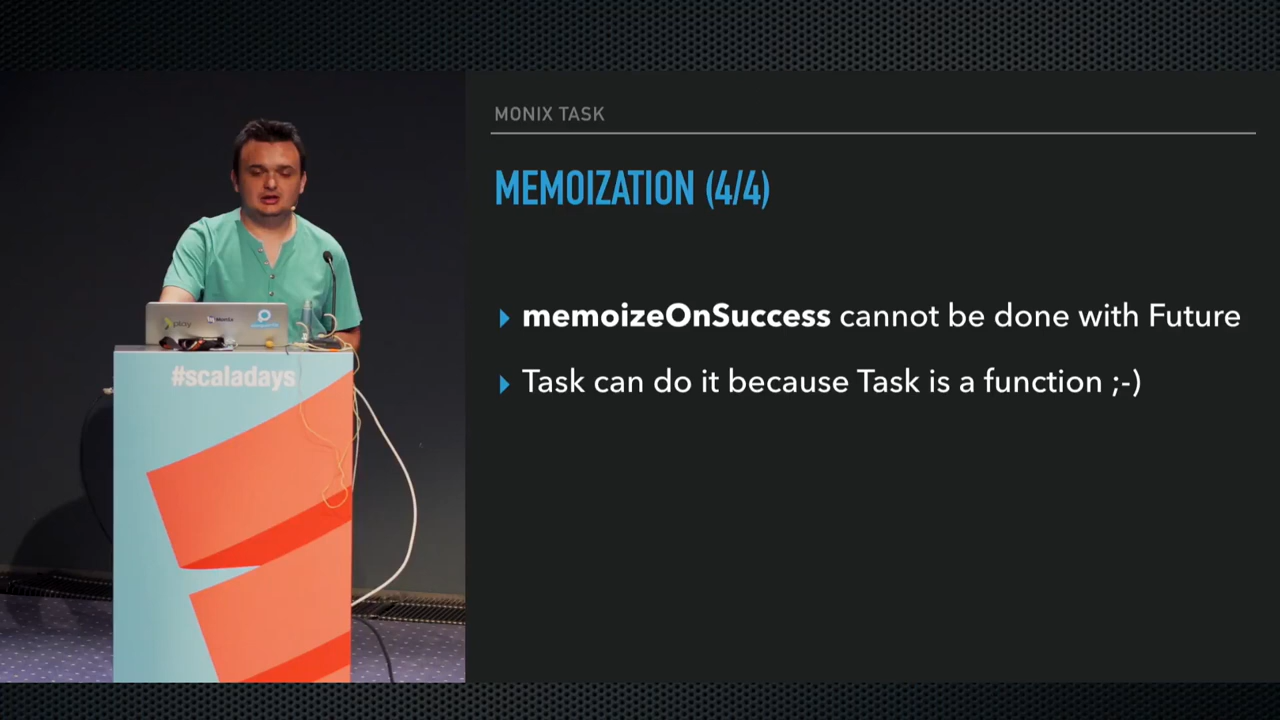 MONIX TASK
MEMOIZATION (4/4)
memoizeOnSuccess cannot be done with Future
Task can do it because Task is a function ;-)
Monix
#scaladays